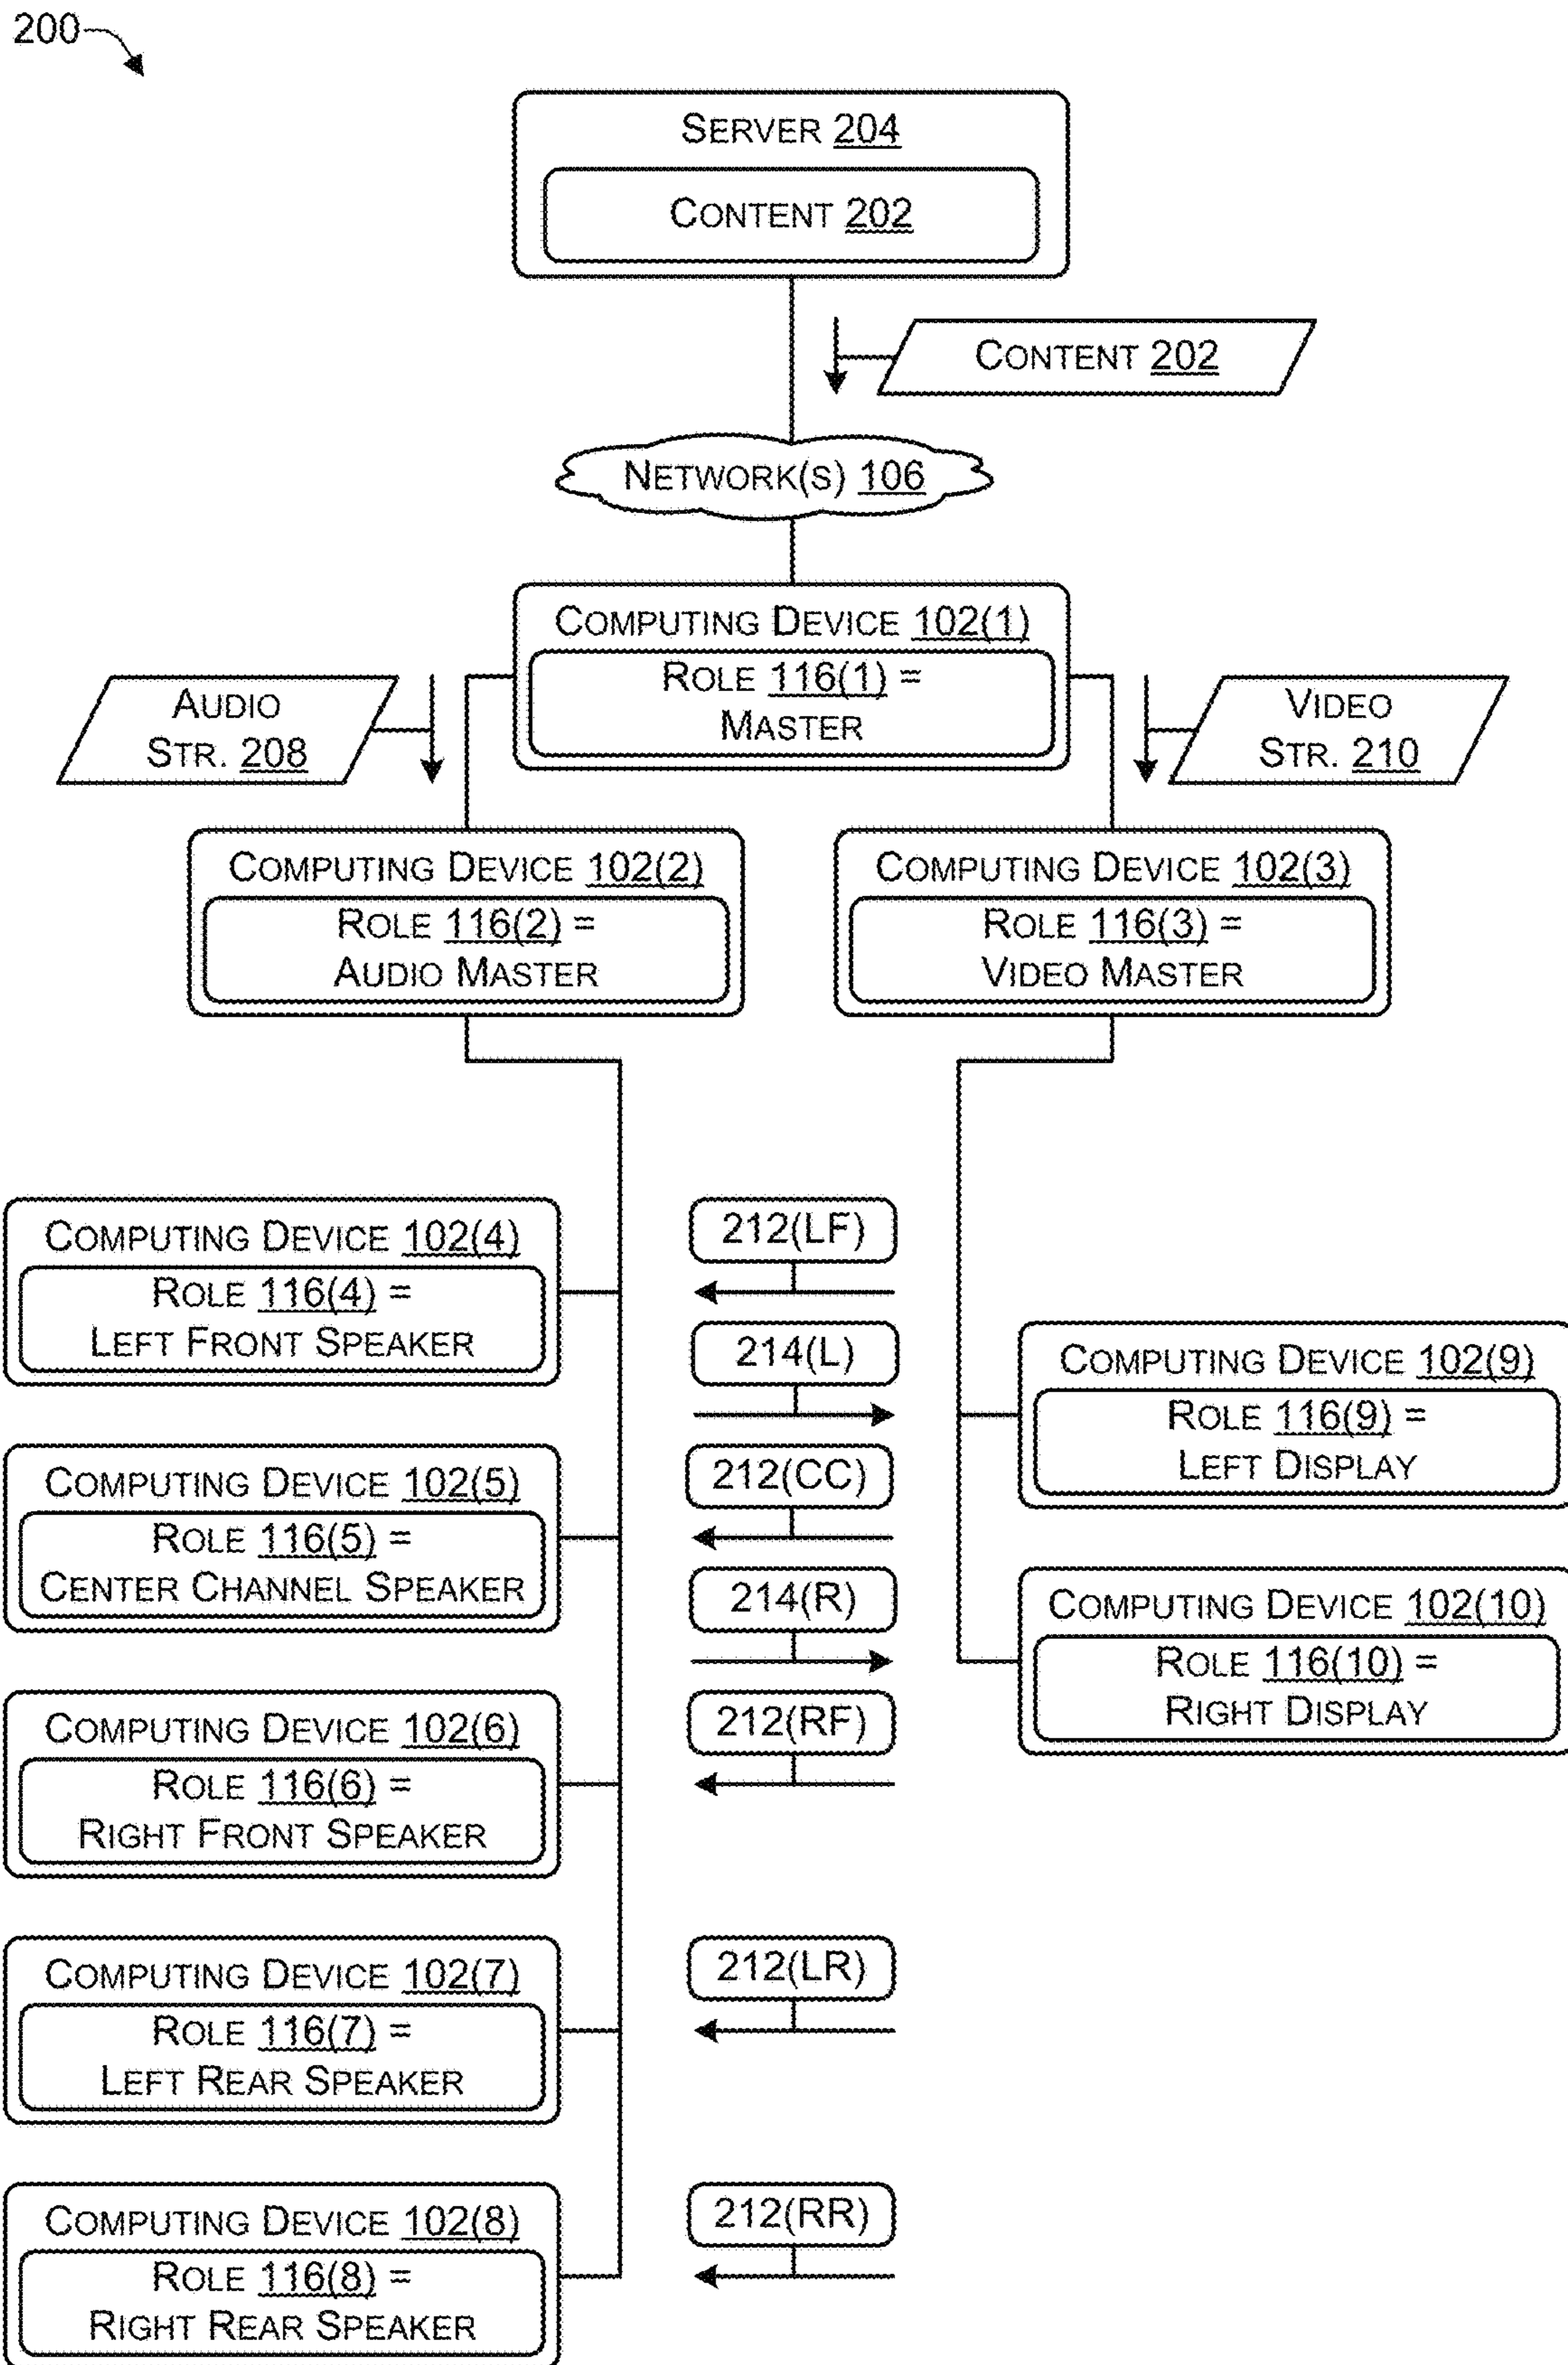 200
SERVER 204
CONTENT 202
CONTENT 202
NETWORK(S) 106
COMPUTING DEVICE 102(1)
ROLE 116(1) =
MASTER
AUDIO
STR. 208
VIDEO
STR. 210
COMPUTING DEVICE 102(2)
ROLE 116(2) =
AUDIO MASTER
COMPUTING DEVICE 102(3)
ROLE 116(3) =
VIDEO MASTER
COMPUTING DEVICE 102(4)
ROLE 116(4) =
LEFT FRONT SPEAKER
212(LF)
214(L)
COMPUTING DEVICE 102(9)
ROLE 116(9) =
LEFT DISPLAY
COMPUTING DEVICE 102(5)
ROLE 116(5) =
CENTER CHANNEL SPEAKER
212(CC)
214(R)
COMPUTING DEVICE 102(10)
ROLE 116(10) =
RIGHT DISPLAY
COMPUTING DEVICE 102(6)
ROLE 116(6) =
RIGHT FRONT SPEAKER
212(RF)
COMPUTING DEVICE 102(7)
ROLE 116(7) =
LEFT REAR SPEAKER
212(LR)
COMPUTING DEVICE 102(8)
ROLE 116(8) =
RIGHT REAR SPEAKER
212(RR)